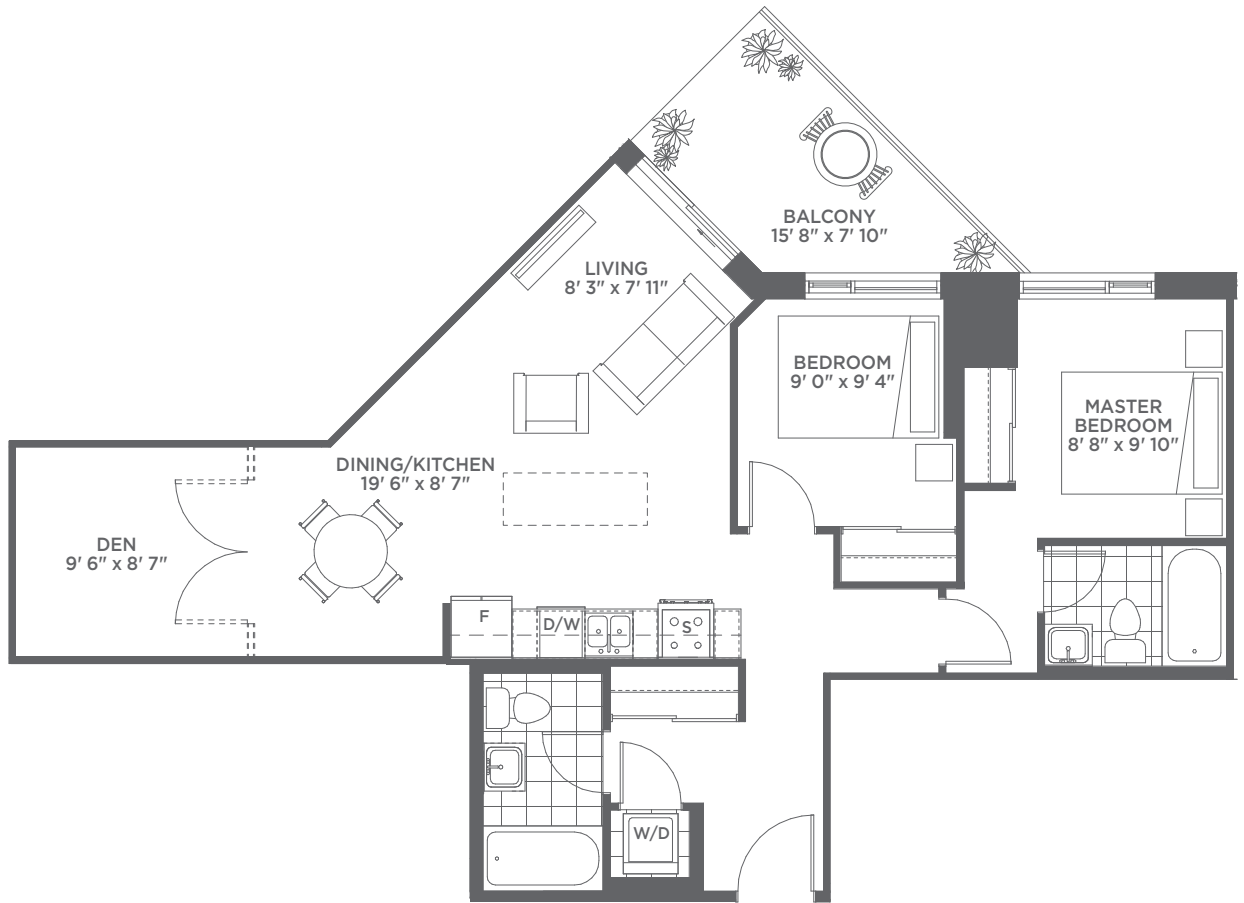 BALCONY
15' 8" x 7' 10"
LIVING
8' 3" x 7' 11"
BEDROOM
9' 0" x 9' 4"
MASTER
BEDROOM
8' 8" x 9' 10"
DINING/KITCHEN
19' 6" x 8' 7"
DEN
9' 6" x 8' 7"
F
D/W
S
W/D